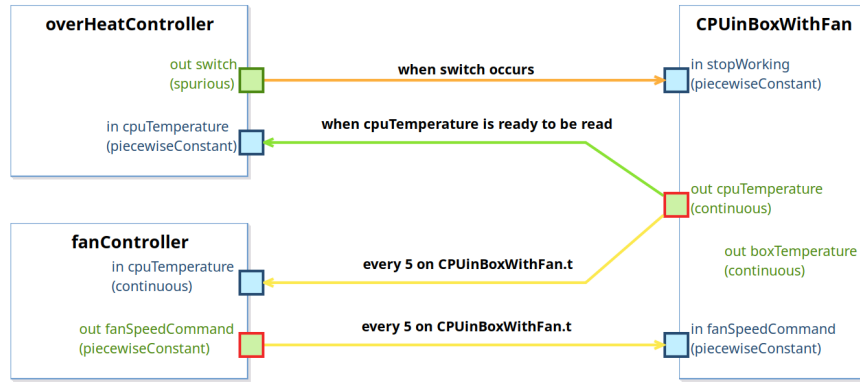 overHeatController
out switch
(spurious)
in cpuTemperature
(piecewiseConstant)
when switch occurs
when cpuTemperature is ready to be read
CPUinBoxWithFan
in stopWorking
(piecewiseConstant)
out cpuTemperature
(continuous)
out boxTemperature
(continuous)
in fanSpeedCommand
(piecewiseConstant)
fanController
in cpuTemperature
(continuous)
out fanSpeedCommand
(piecewiseConstant)
every 5 on CPUinBoxWithFan.t
every 5 on CPUinBoxWithFan.t